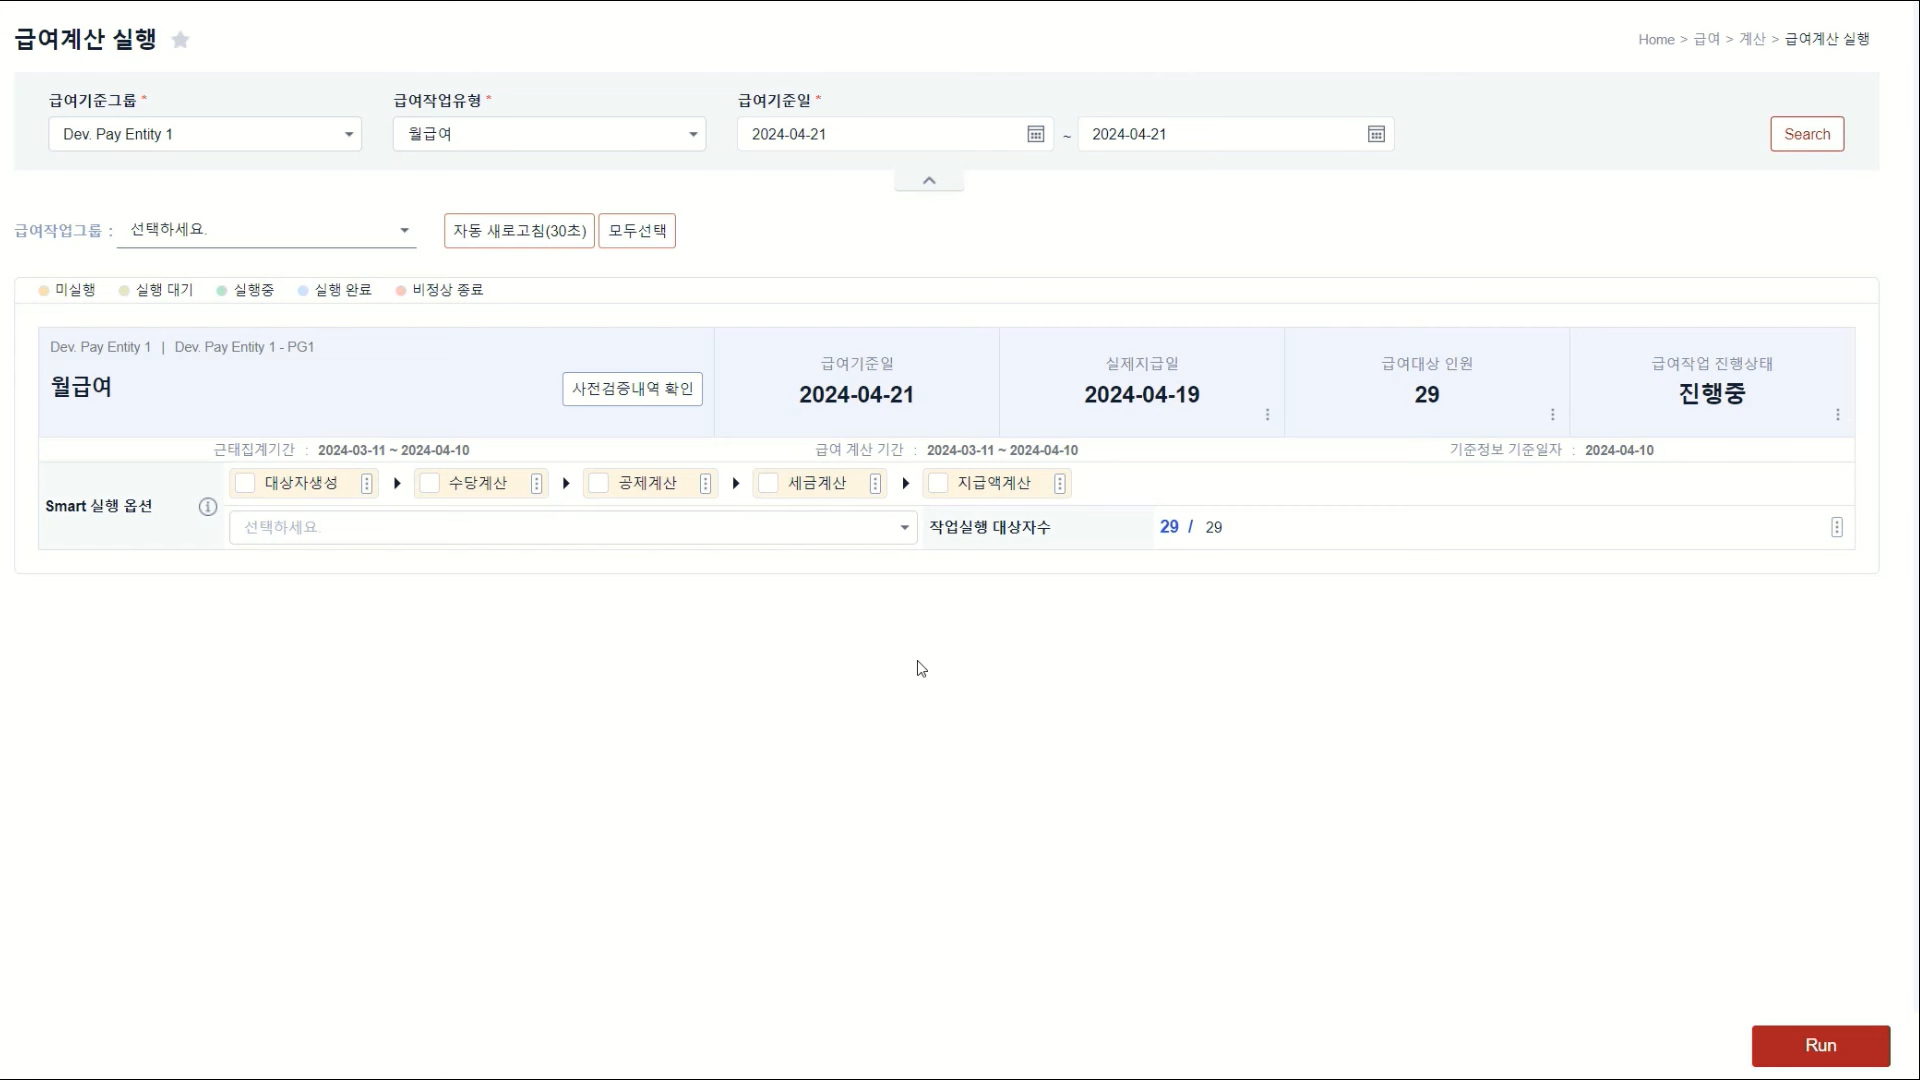 급여계산 실행
Home > 급여 > 계산 > 급여계산 실행
급여기준그룹 * 급여작업유형 * 급여기준일 *
Dev. Pay Entity 1 월급여 2024-04-21 ~ 2024-04-21 Search
급여작업그룹 : 선택하세요. 자동 새로고침(30초) 모두선택
미실행 실행 대기 실행중 실행 완료 비정상 종료
Dev. Pay Entity 1 | Dev. Pay Entity 1 - PG1
월급여 사전검증내역 확인
급여기준일 실제지급일 급여대상 인원 급여작업 진행상태
2024-04-21 2024-04-19 29 진행중
근태집계기간 : 2024-03-11 ~ 2024-04-10 급여 계산 기간 : 2024-03-11 ~ 2024-04-10 기준정보 기준일자 : 2024-04-10
Smart 실행 옵션
대상자생성 수당계산 공제계산 세금계산 지급액계산
선택하세요. 작업실행 대상자수 29 / 29
Run